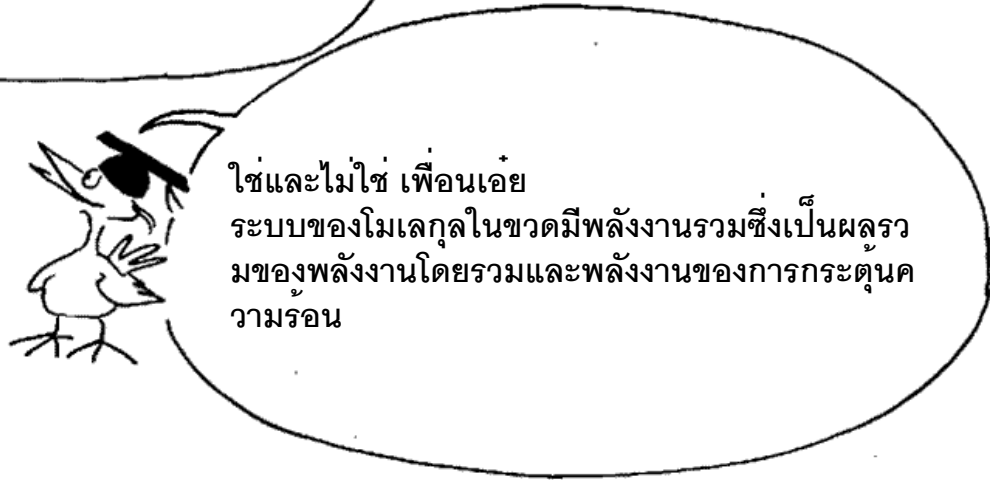 ใช่และไม่ใช่ เพื่อนเอ๋ย
ระบบของโมเลกุลในขวดมีพลังงานรวมซึ่งเป็นผลรว
มของพลังงานโดยรวมและพลังงานของการกระตุ้นค
วามร้อน